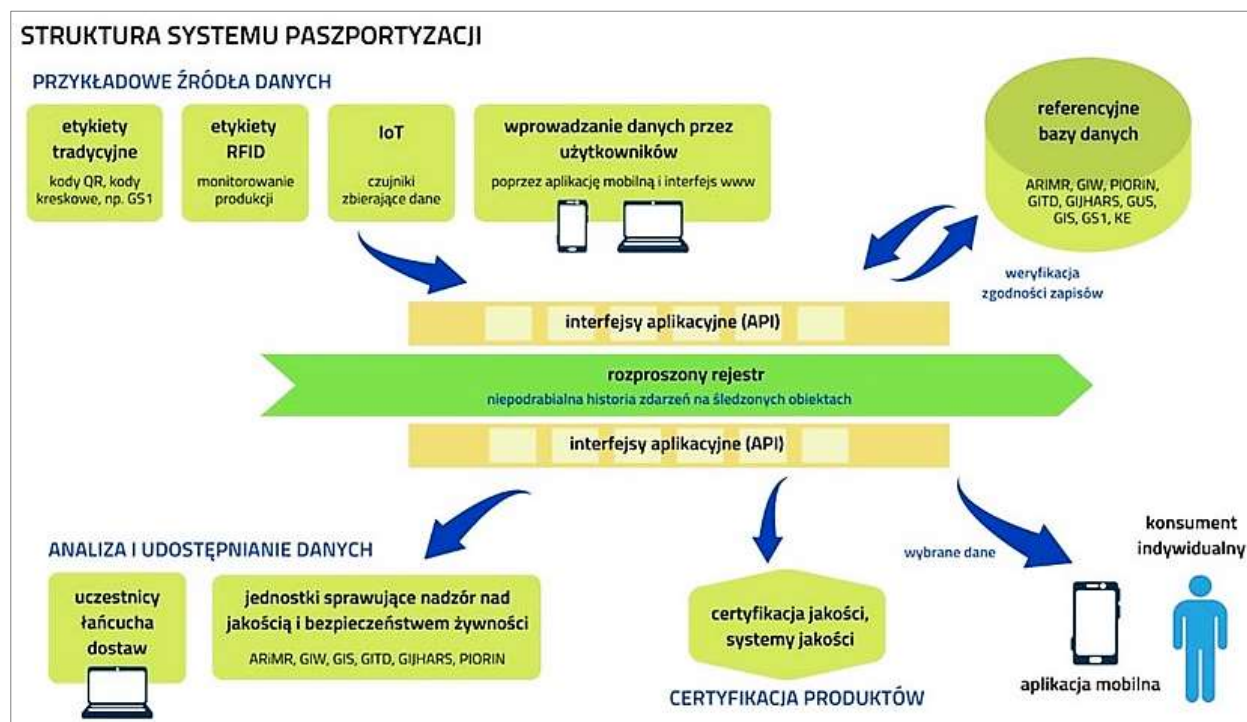 STRUKTURA SYSTEMU PASZPORTYZACJI
PRZYKŁADOWE ŹRÓDŁA DANYCH
etykiety
tradycyjne
kody QR, kody
kreskowe, np. GS1
etykiety
RFID
monitorowanie
produkcji
IoT
czujniki
zbierające dane
wprowadzanie danych przez
użytkowników
poprzez aplikację mobilną i interfejs www
referencyjne
bazy danych
ARiMR, GIW, PIORiN,
GITD, GIJHARS, GUS,
GIS, GS1, KE
weryfikacja
zgodności zapisów
interfejsy aplikacyjne (API)
rozproszony rejestr
niepodrabialna historia zdarzeń na śledzonych obiektach
interfejsy aplikacyjne (API)
ANALIZA I UDOSTĘPNIANIE DANYCH
uczestnicy
łańcucha
dostaw
jednostki sprawujące nadzór nad
jakością i bezpieczeństwem żywności
ARiMR, GIW, GIS, GITD, GIJHARS, PIORIN
certyfikacja jakości,
systemy jakości
CERTYFIKACJA PRODUKTÓW
wybrane dane
konsument
indywidualny
aplikacja mobilna